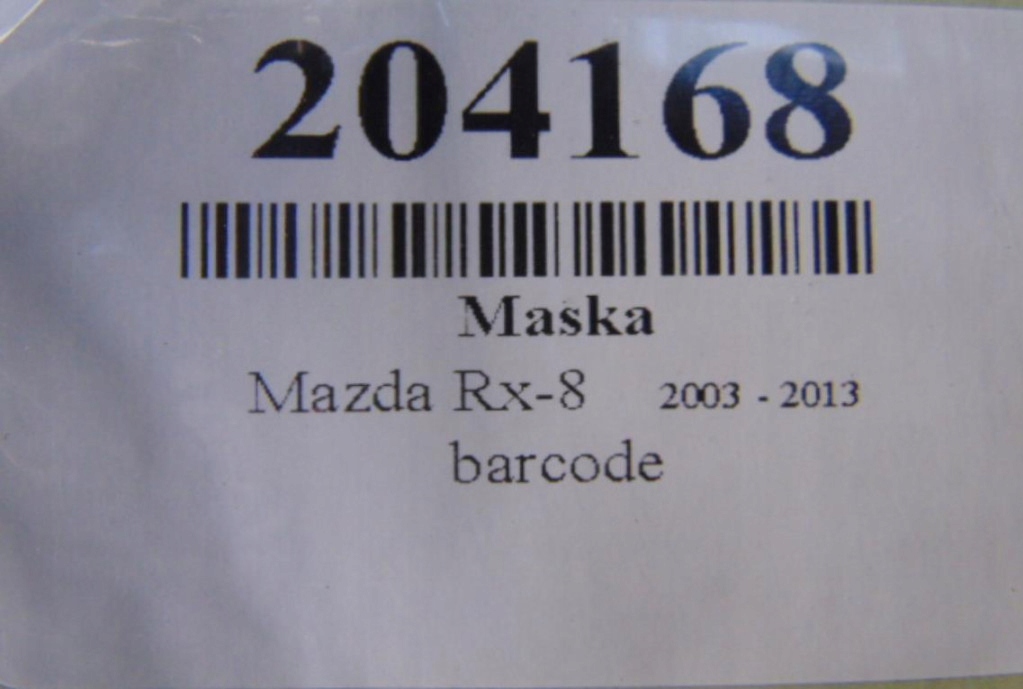 204168
Maska
Mazda Rx-8 2003 - 2013
barcode